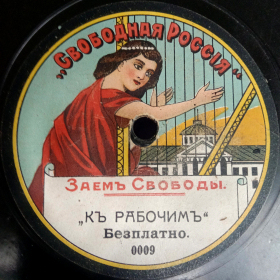 „Свободная Россія“
Заемъ Свободы.
„Къ рабочимъ“
Безплатно.
0009